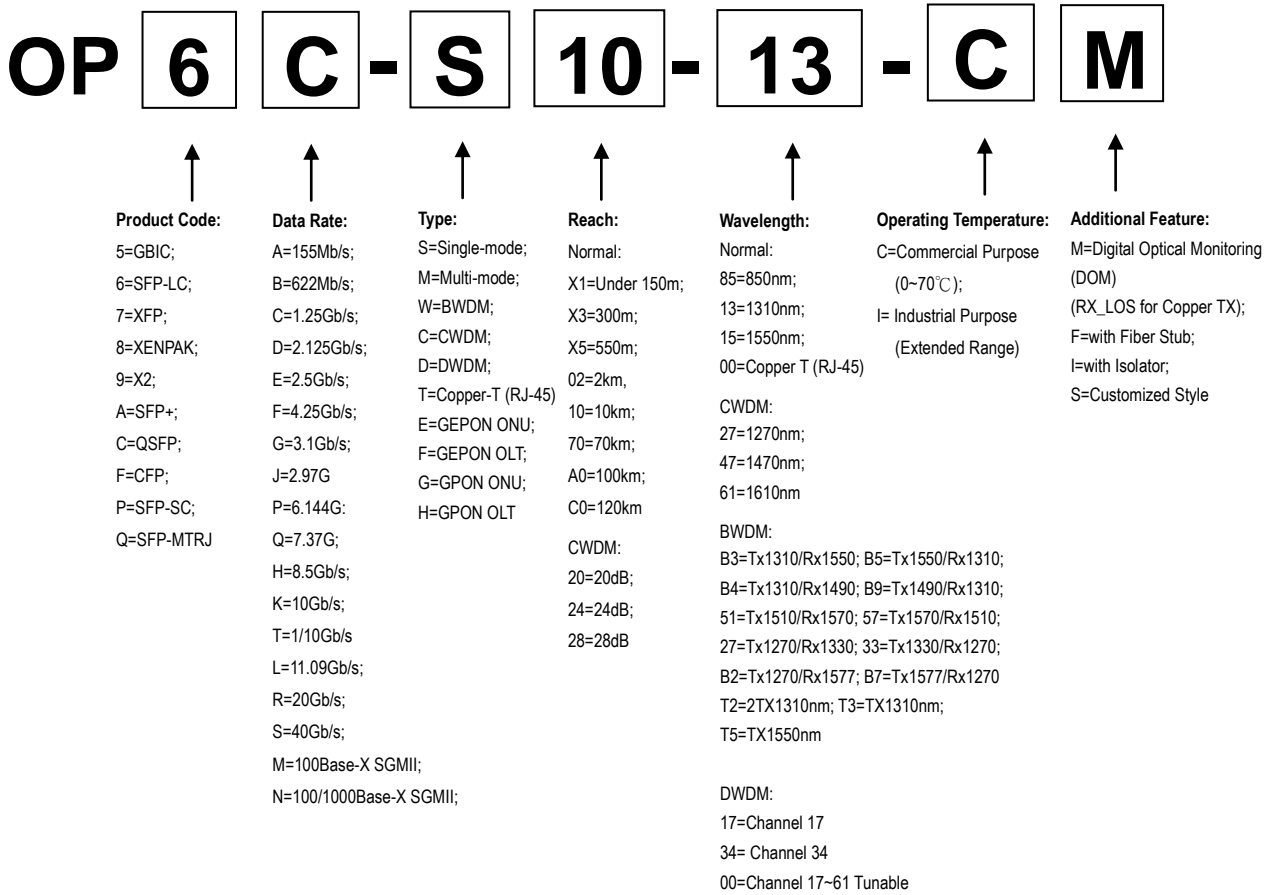 OP 6 C - S 10 - 13 - C M
Product Code:
5=GBIC;
6=SFP-LC;
7=XFP;
8=XENPAK;
9=X2;
A=SFP+;
C=QSFP;
F=CFP;
P=SFP-SC;
Q=SFP-MTRJ
Data Rate:
A=155Mb/s;
B=622Mb/s;
C=1.25Gb/s;
D=2.125Gb/s;
E=2.5Gb/s;
F=4.25Gb/s;
G=3.1Gb/s;
J=2.97G
P=6.144G:
Q=7.37G;
H=8.5Gb/s;
K=10Gb/s;
T=1/10Gb/s
L=11.09Gb/s;
R=20Gb/s;
S=40Gb/s;
M=100Base-X SGMII;
N=100/1000Base-X SGMII;
Type:
S=Single-mode;
M=Multi-mode;
W=BWDM;
C=CWDM;
D=DWDM;
T=Copper-T (RJ-45)
E=GEPON ONU;
F=GEPON OLT;
G=GPON ONU;
H=GPON OLT
Reach:
Normal:
X1=Under 150m;
X3=300m;
X5=550m;
02=2km,
10=10km;
70=70km;
A0=100km;
C0=120km
CWDM:
20=20dB;
24=24dB;
28=28dB
Wavelength:
Normal:
85=850nm;
13=1310nm;
15=1550nm;
00=Copper T (RJ-45)
CWDM:
27=1270nm;
47=1470nm;
61=1610nm
BWDM:
B3=Tx1310/Rx1550; B5=Tx1550/Rx1310;
B4=Tx1310/Rx1490; B9=Tx1490/Rx1310;
51=Tx1510/Rx1570; 57=Tx1570/Rx1510;
27=Tx1270/Rx1330; 33=Tx1330/Rx1270;
B2=Tx1270/Rx1577; B7=Tx1577/Rx1270
T2=2TX1310nm; T3=TX1310nm;
T5=TX1550nm
DWDM:
17=Channel 17
34= Channel 34
00=Channel 17~61 Tunable
Operating Temperature:
C=Commercial Purpose
(0~70℃);
I= Industrial Purpose
(Extended Range)
Additional Feature:
M=Digital Optical Monitoring
(DOM)
(RX_LOS for Copper TX);
F=with Fiber Stub;
I=with Isolator;
S=Customized Style